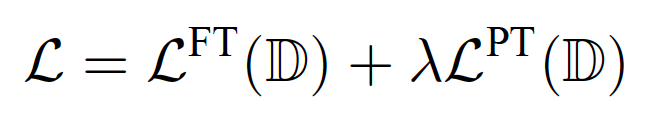 ℒ = ℒ^FT(𝔻) + λℒ^PT(𝔻)